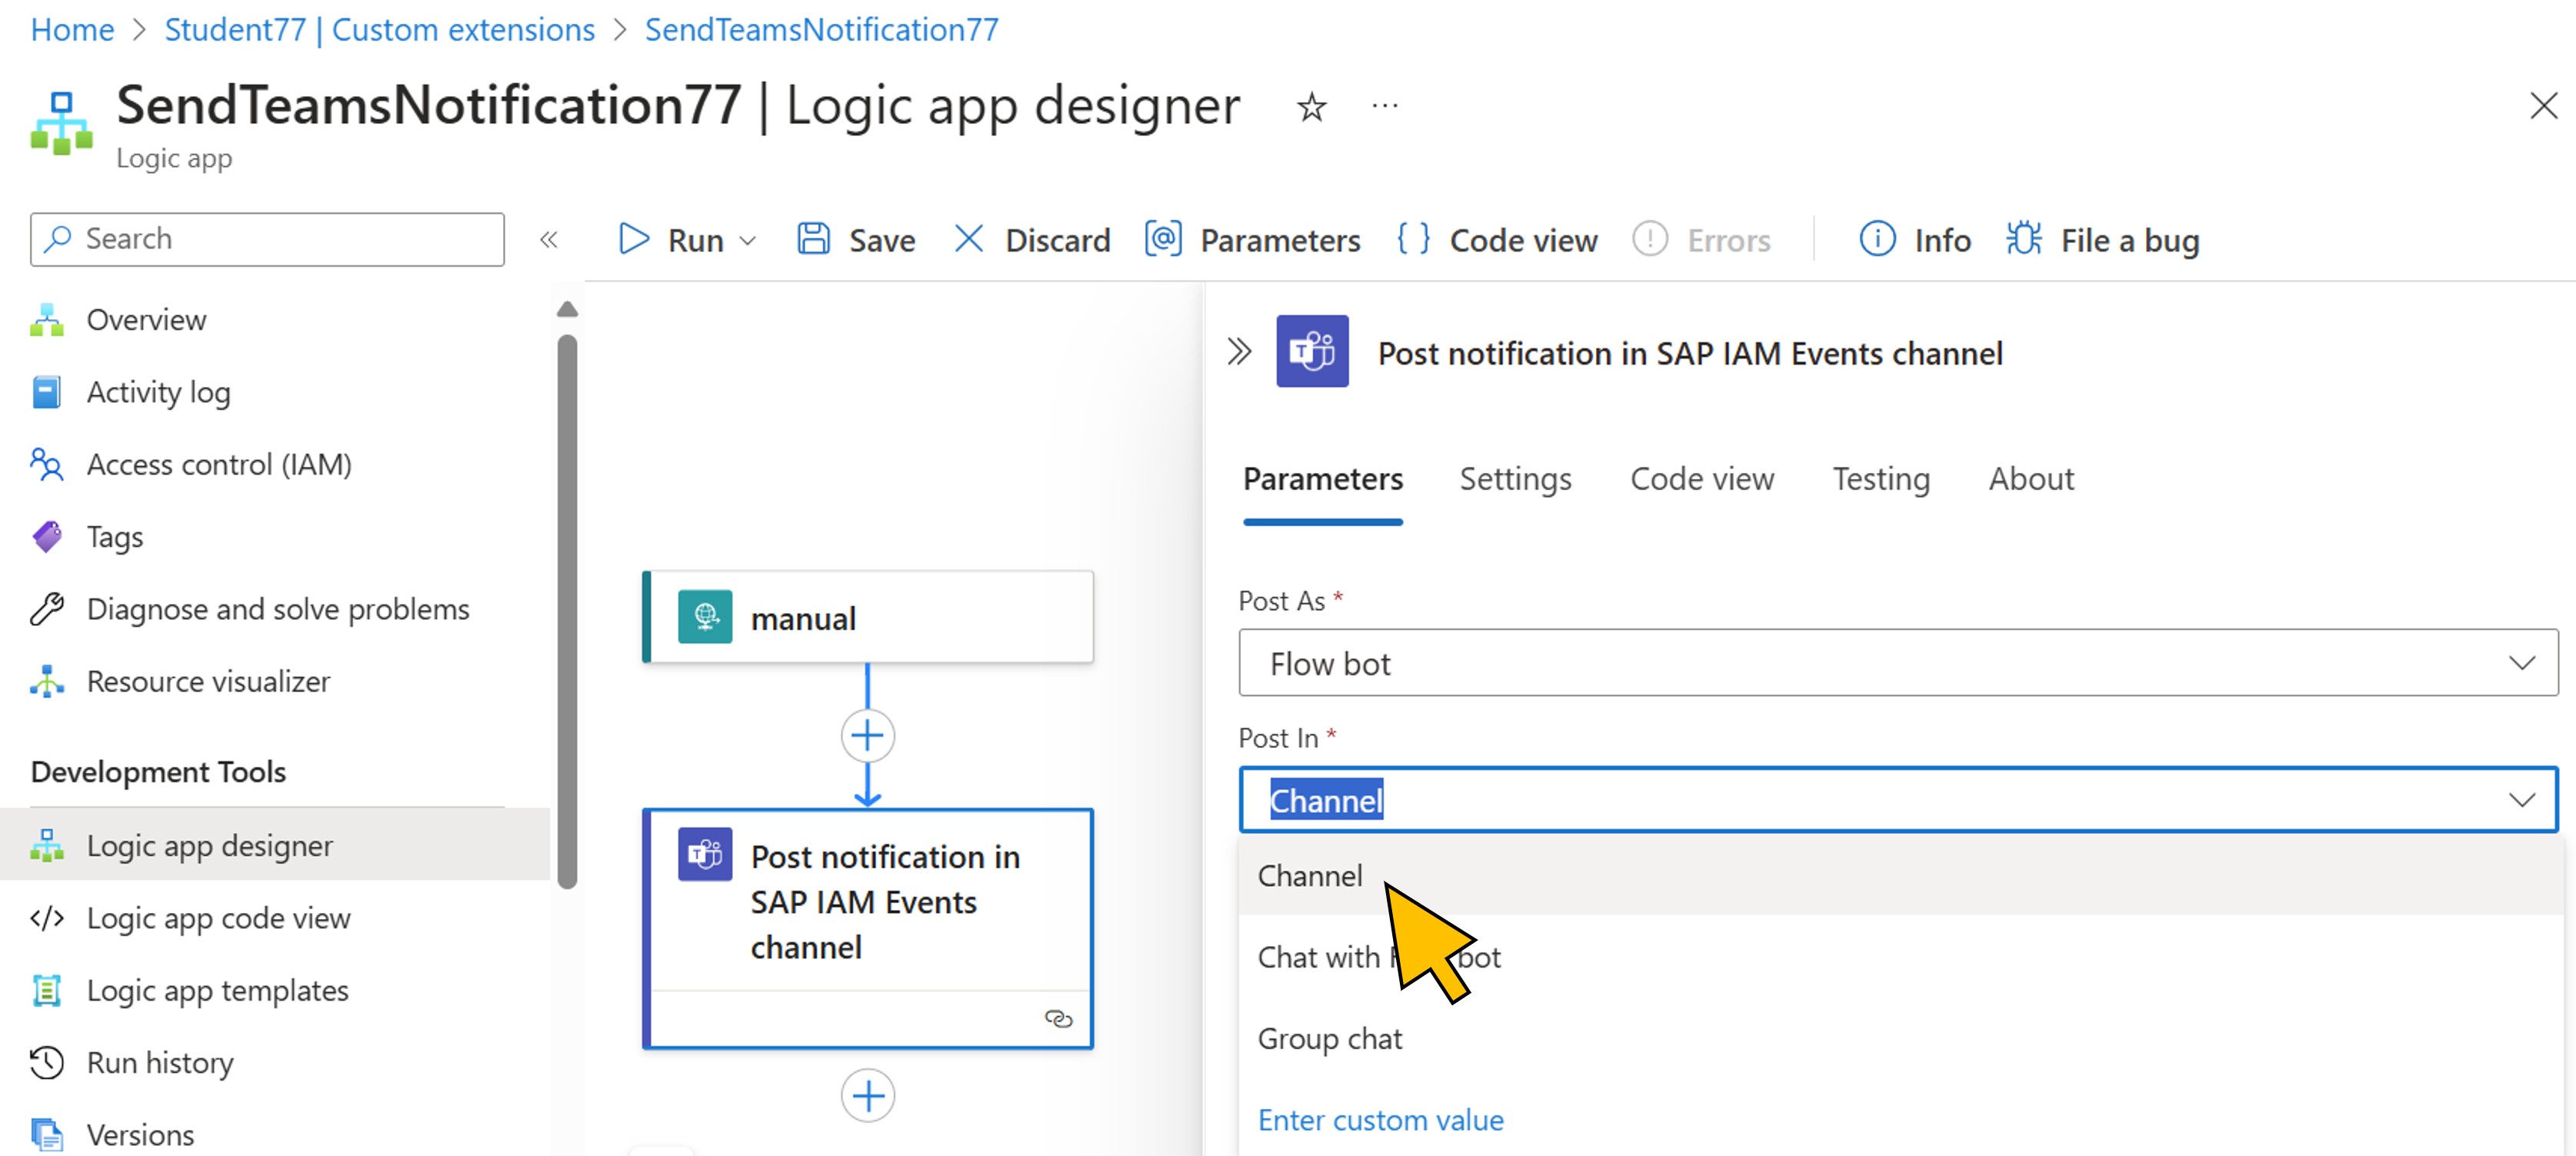 Home > Student77 | Custom extensions > SendTeamsNotification77
SendTeamsNotification77 | Logic app designer
Logic app
Search
Run
Save
Discard
Parameters
Code view
Errors
Info
File a bug
Overview
Activity log
Access control (IAM)
Tags
Diagnose and solve problems
Resource visualizer
Development Tools
Logic app designer
Logic app code view
Logic app templates
Run history
Versions
manual
Post notification in
SAP IAM Events
channel
Post notification in SAP IAM Events channel
Parameters
Settings
Code view
Testing
About
Post As *
Flow bot
Post In *
Channel
Channel
Chat with bot
Group chat
Enter custom value